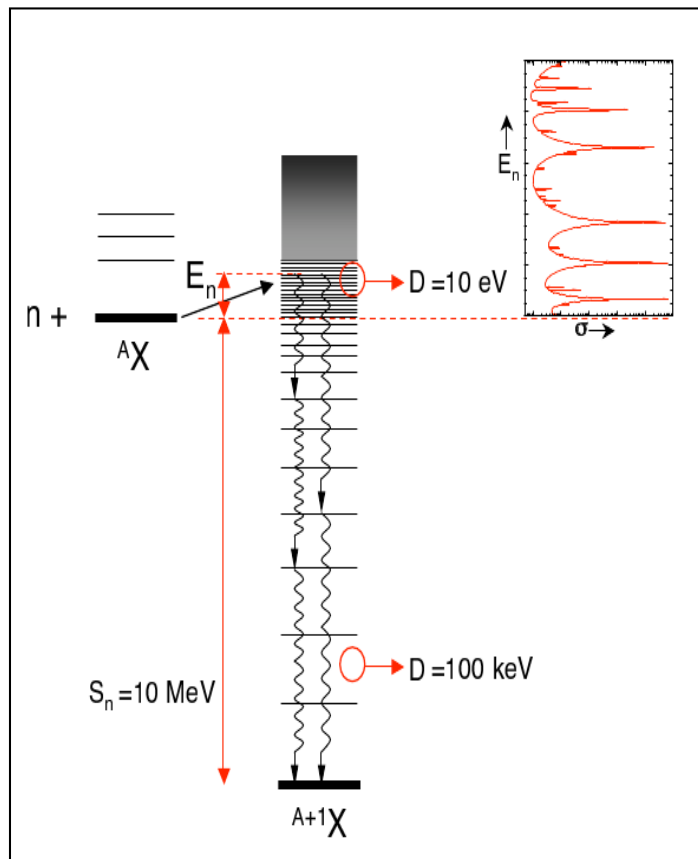 E_n
σ→
E_n
D =10 eV
n +
^AX
S_n =10 MeV
D =100 keV
^{A+1}X